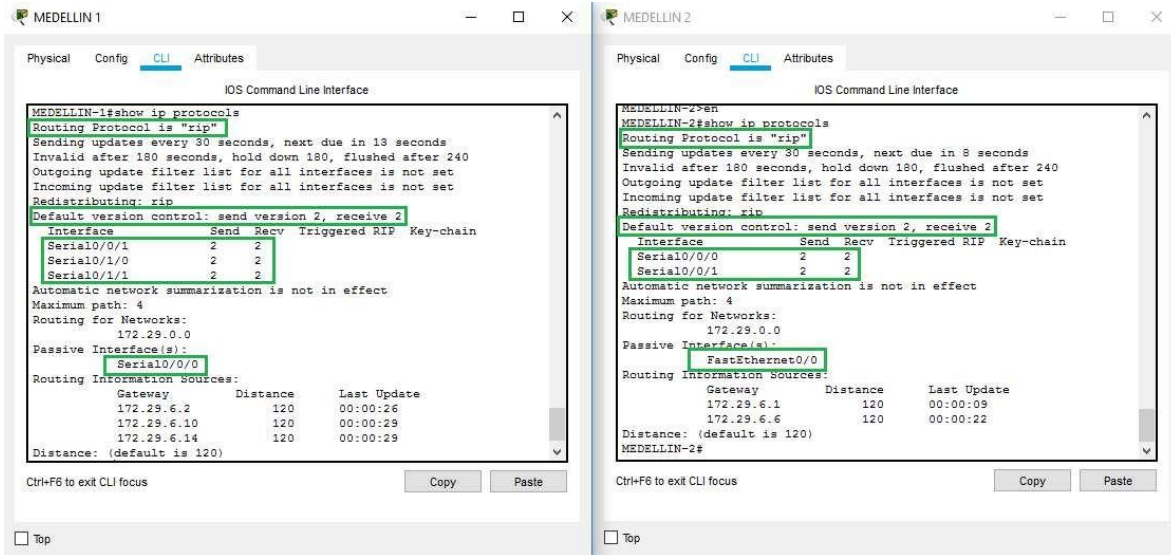 MEDELLIN 1
Physical Config CLI Attributes
IOS Command Line Interface
MEDELLIN-1#show ip protocols
Routing Protocol is "rip"
Sending updates every 30 seconds, next due in 13 seconds
Invalid after 180 seconds, hold down 180, flushed after 240
Outgoing update filter list for all interfaces is not set
Incoming update filter list for all interfaces is not set
Redistributing: rip
Default version control: send version 2, receive 2
Interface Send Recv Triggered RIP Key-chain
Serial0/0/1 2 2
Serial0/1/0 2 2
Serial0/1/1 2 2
Automatic network summarization is not in effect
Maximum path: 4
Routing for Networks:
172.29.0.0
Passive Interface(s):
Serial0/0/0
Routing Information Sources:
Gateway Distance Last Update
172.29.6.2 120 00:00:26
172.29.6.10 120 00:00:29
172.29.6.14 120 00:00:29
Distance: (default is 120)
Ctrl+F6 to exit CLI focus
Copy Paste
Top
MEDELLIN 2
Physical Config CLI Attributes
IOS Command Line Interface
MEDELLIN-2>en
MEDELLIN-2#show ip protocols
Routing Protocol is "rip"
Sending updates every 30 seconds, next due in 8 seconds
Invalid after 180 seconds, hold down 180, flushed after 240
Outgoing update filter list for all interfaces is not set
Incoming update filter list for all interfaces is not set
Redistributing: rip
Default version control: send version 2, receive 2
Interface Send Recv Triggered RIP Key-chain
Serial0/0/0 2 2
Serial0/0/1 2 2
Automatic network summarization is not in effect
Maximum path: 4
Routing for Networks:
172.29.0.0
Passive Interface(s):
FastEthernet0/0
Routing Information Sources:
Gateway Distance Last Update
172.29.6.1 120 00:00:09
172.29.6.6 120 00:00:22
Distance: (default is 120)
MEDELLIN-2#
Ctrl+F6 to exit CLI focus
Copy Paste
Top